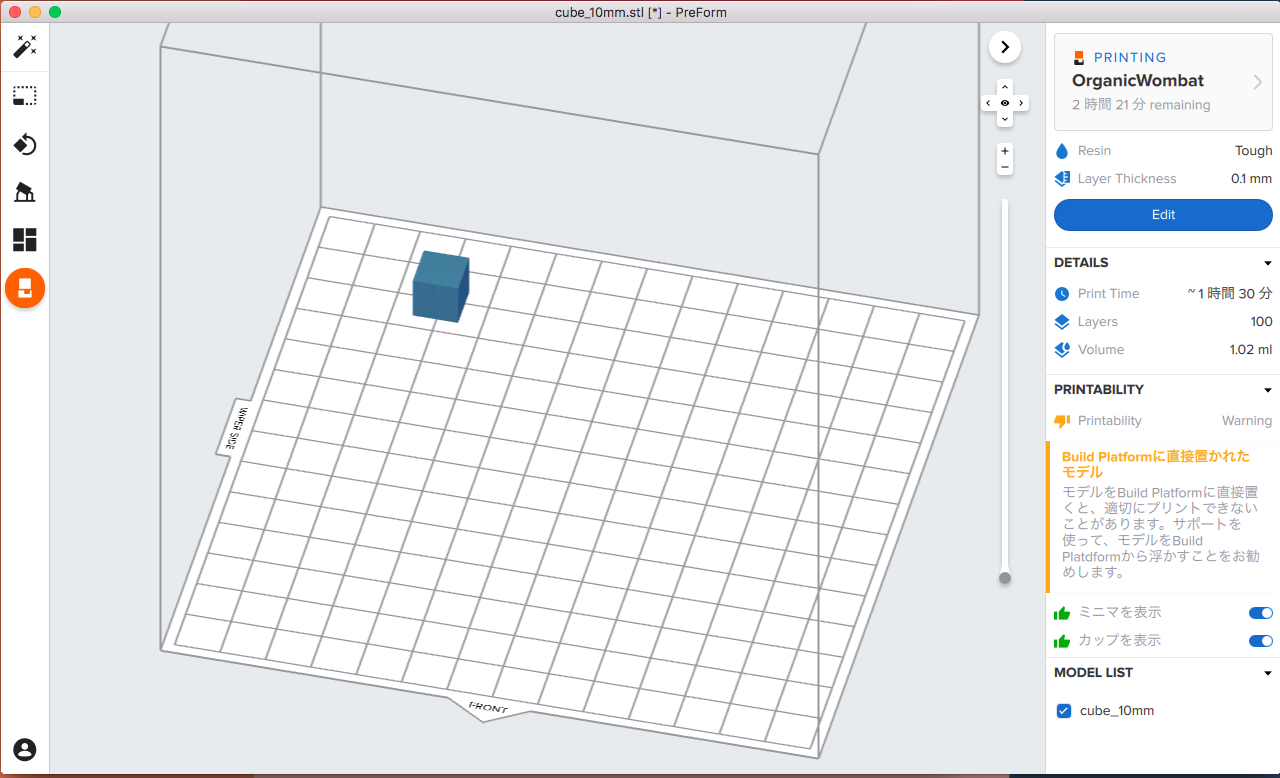 cube_10mm.stl [*] - PreForm
PRINTING
OrganicWombat
2 時間 21 分 remaining
Resin Tough
Layer Thickness 0.1 mm
Edit
DETAILS
Print Time ~ 1 時間 30 分
Layers 100
Volume 1.02 ml
PRINTABILITY
Printability Warning
Build Platformに直接置かれた
モデル
モデルをBuild Platformに直接置
くと、適切にプリントできない
ことがあります。サポートを
使って、モデルをBuild
Platdformから浮かすことをお勧
めします。
ミニマを表示
カップを表示
MODEL LIST
cube_10mm
WIPER SIDE
FRONT